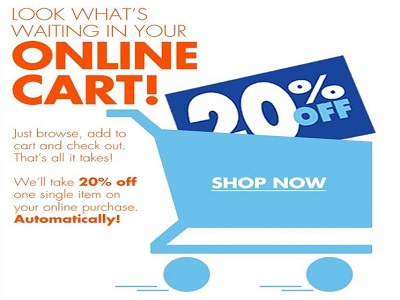 LOOK WHAT'S
WAITING IN YOUR
ONLINE
CART!
20%
OFF
Just browse, add to
cart and check out.
That's all it takes!
We'll take 20% off
one single item on
your online purchase.
Automatically!
SHOP NOW